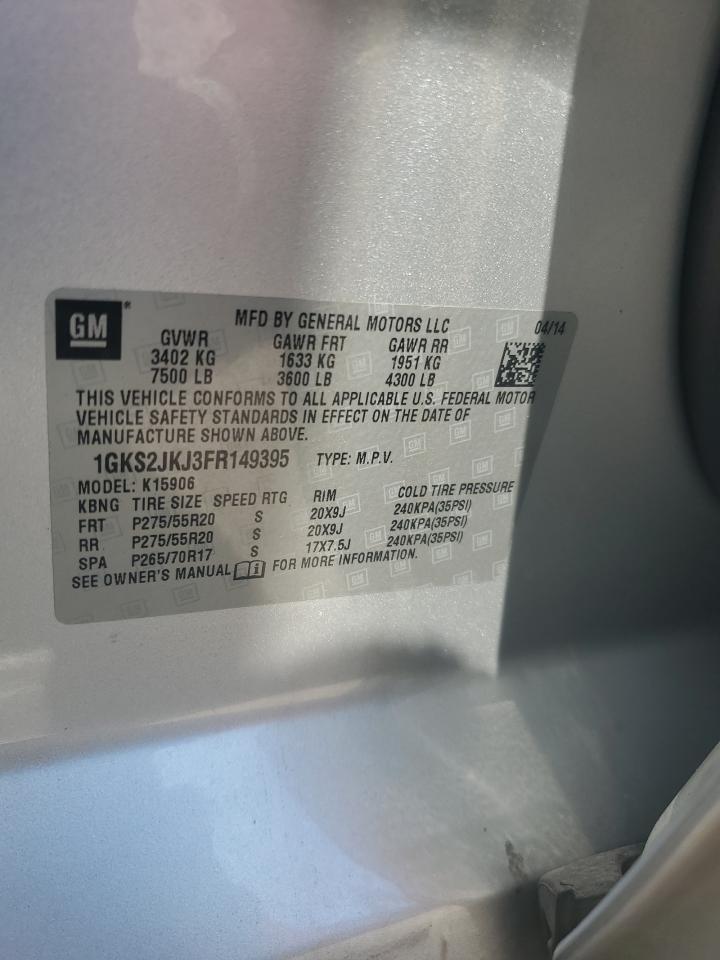 GM
MFD BY GENERAL MOTORS LLC 04/14
GVWR GAWR FRT GAWR RR
3402 KG 1633 KG 1951 KG
7500 LB 3600 LB 4300 LB
THIS VEHICLE CONFORMS TO ALL APPLICABLE U.S. FEDERAL MOTOR
VEHICLE SAFETY STANDARDS IN EFFECT ON THE DATE OF
MANUFACTURE SHOWN ABOVE.
1GKS2JKJ3FR149395 TYPE: M.P.V.
MODEL: K15906
KBNG TIRE SIZE SPEED RTG RIM COLD TIRE PRESSURE
FRT P275/55R20 S 20X9J 240KPA(35PSI)
RR P275/55R20 S 20X9J 240KPA(35PSI)
SPA P265/70R17 S 17X7.5J 240KPA(35PSI)
SEE OWNER'S MANUAL i FOR MORE INFORMATION.